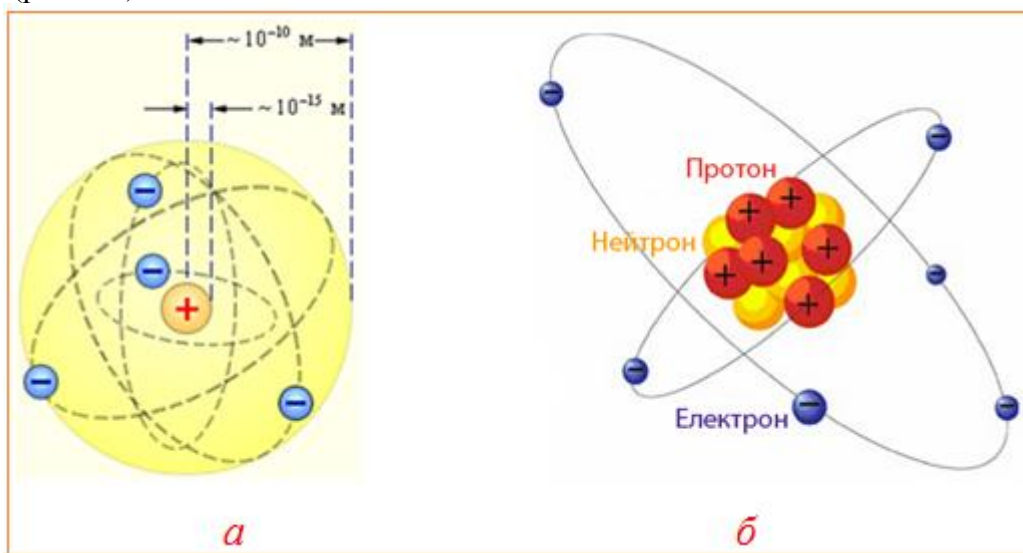 ~10⁻¹⁰ м
~10⁻¹⁵ м
+
Протон
Нейтрон
Електрон
а
б